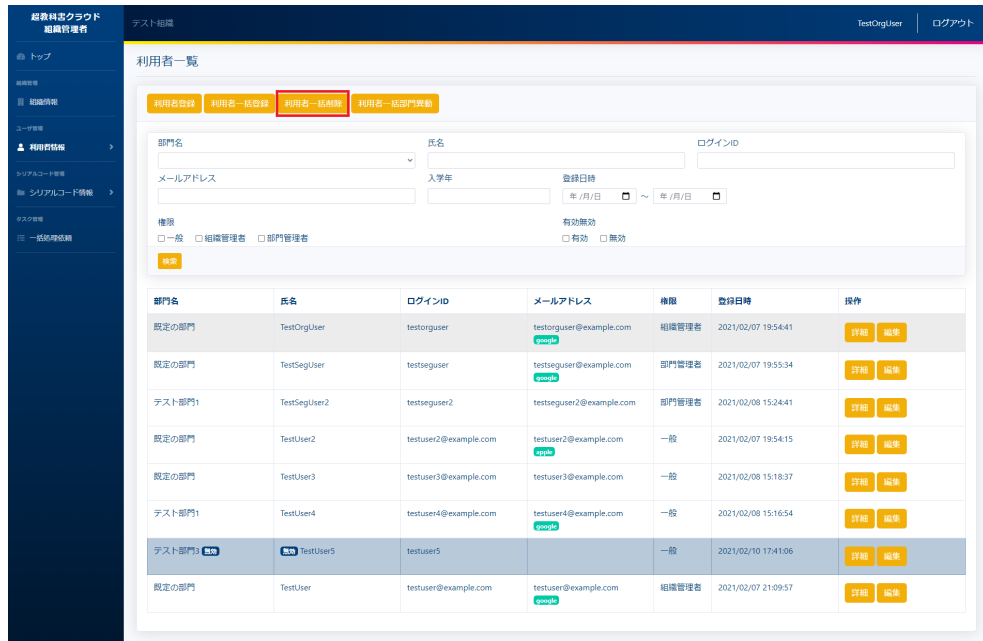 超教科書クラウド
組織管理者
テスト組織
TestOrgUser
ログアウト
トップ
組織管理
組織情報
ユーザ管理
利用者情報
シリアルコード管理
シリアルコード情報
タスク管理
一括処理依頼
利用者一覧
利用者登録 利用者一括登録 利用者一括削除 利用者一括部門異動
部門名 氏名 ログインID
メールアドレス 入学年 登録日時
年 /月/日 ～ 年 /月/日
権限 有効無効
一般 組織管理者 部門管理者 有効 無効
検索
部門名 氏名 ログインID メールアドレス 権限 登録日時 操作
既定の部門 TestOrgUser testorguser testorguser@example.com 組織管理者 2021/02/07 19:54:41 詳細 編集
google
既定の部門 TestSegUser testseguser testseguser@example.com 部門管理者 2021/02/07 19:55:34 詳細 編集
google
テスト部門1 TestSegUser2 testseguser2 testseguser2@example.com 部門管理者 2021/02/08 15:24:41 詳細 編集
既定の部門 TestUser2 testuser2@example.com testuser2@example.com 一般 2021/02/07 19:54:15 詳細 編集
apple
既定の部門 TestUser3 testuser3@example.com testuser3@example.com 一般 2021/02/08 15:18:37 詳細 編集
テスト部門1 TestUser4 testuser4@example.com testuser4@example.com 一般 2021/02/08 15:16:54 詳細 編集
google
テスト部門3 無効 無効 TestUser5 testuser5 一般 2021/02/10 17:41:06 詳細 編集
既定の部門 TestUser testuser@example.com testuser@example.com 組織管理者 2021/02/07 21:09:57 詳細 編集
google